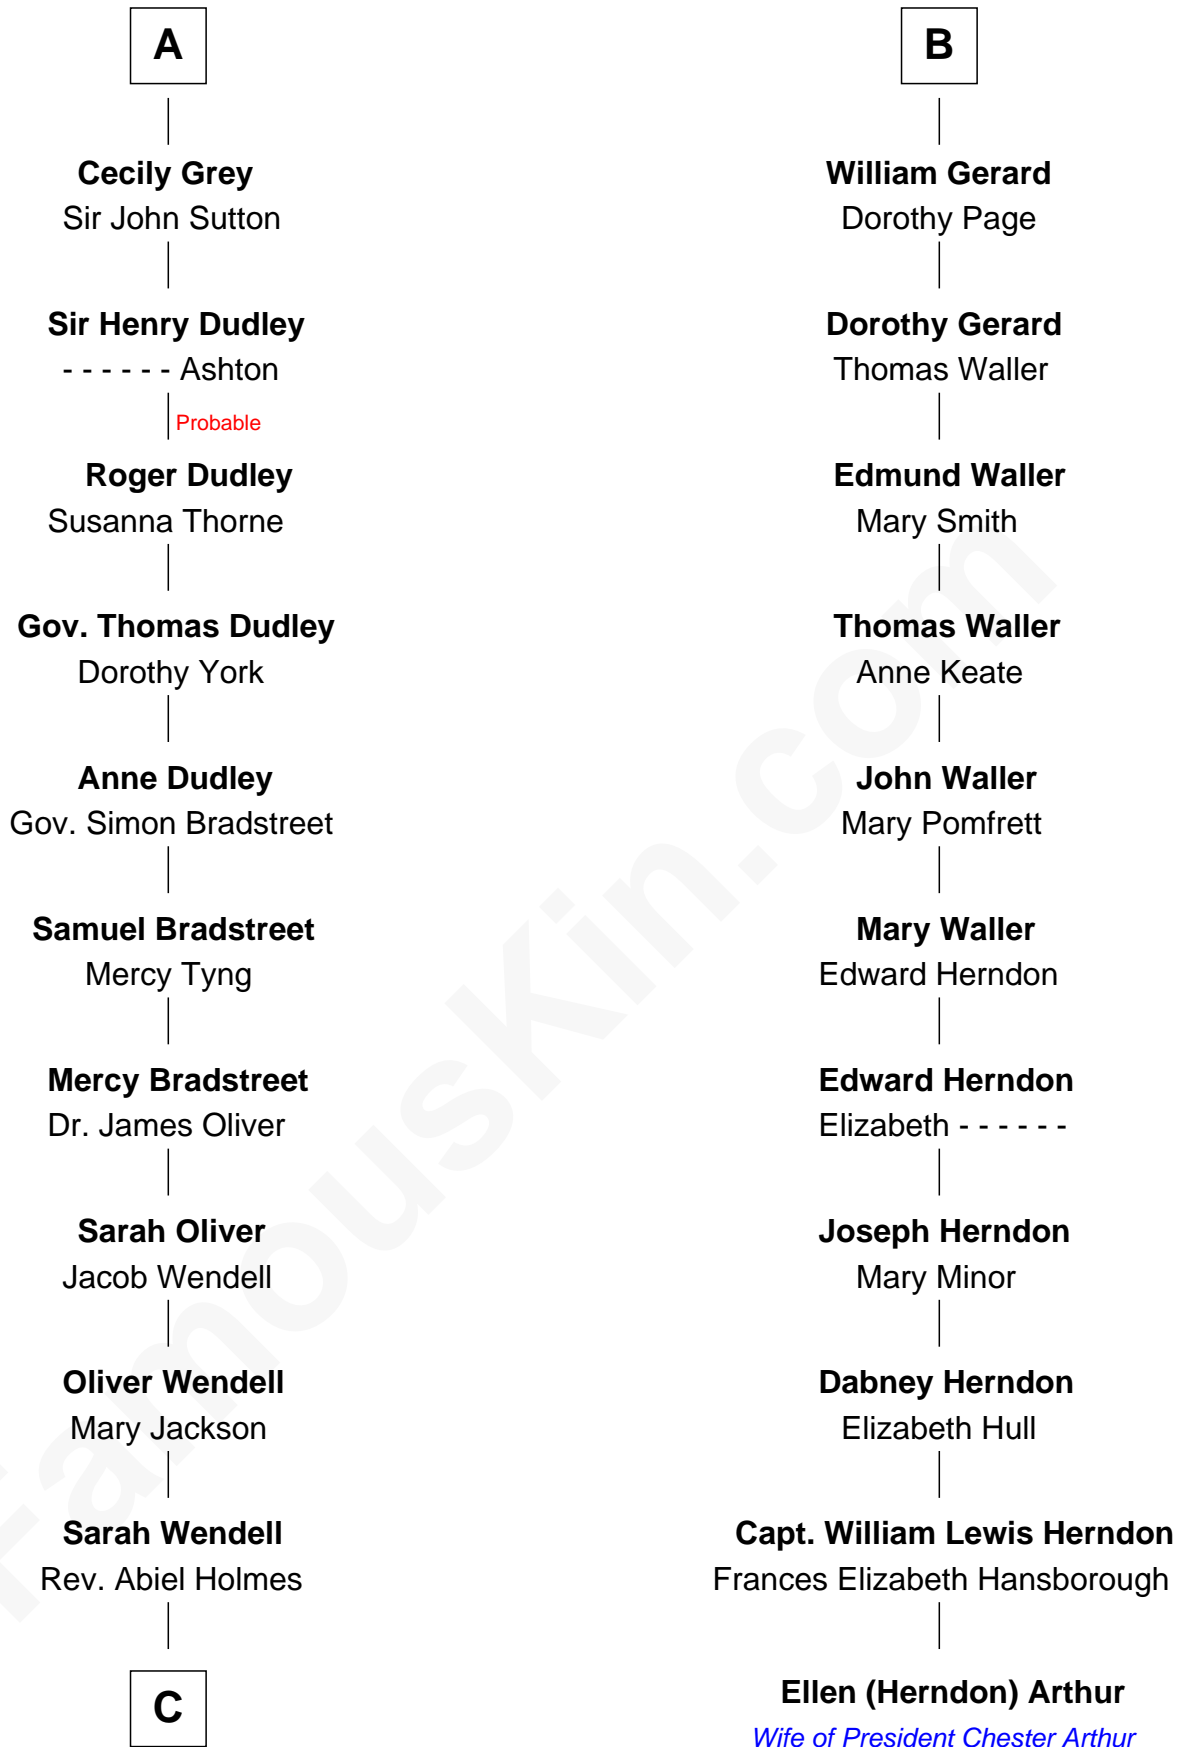 A
Cecily Grey
Sir John Sutton
Sir Henry Dudley
- - - - - - Ashton
Probable
Roger Dudley
Susanna Thorne
Gov. Thomas Dudley
Dorothy York
Anne Dudley
Gov. Simon Bradstreet
Samuel Bradstreet
Mercy Tyng
Mercy Bradstreet
Dr. James Oliver
Sarah Oliver
Jacob Wendell
Oliver Wendell
Mary Jackson
Sarah Wendell
Rev. Abiel Holmes
C
B
William Gerard
Dorothy Page
Dorothy Gerard
Thomas Waller
Edmund Waller
Mary Smith
Thomas Waller
Anne Keate
John Waller
Mary Pomfrett
Mary Waller
Edward Herndon
Edward Herndon
Elizabeth - - - - - -
Joseph Herndon
Mary Minor
Dabney Herndon
Elizabeth Hull
Capt. William Lewis Herndon
Frances Elizabeth Hansborough
Ellen (Herndon) Arthur
Wife of President Chester Arthur
FamousKin.com